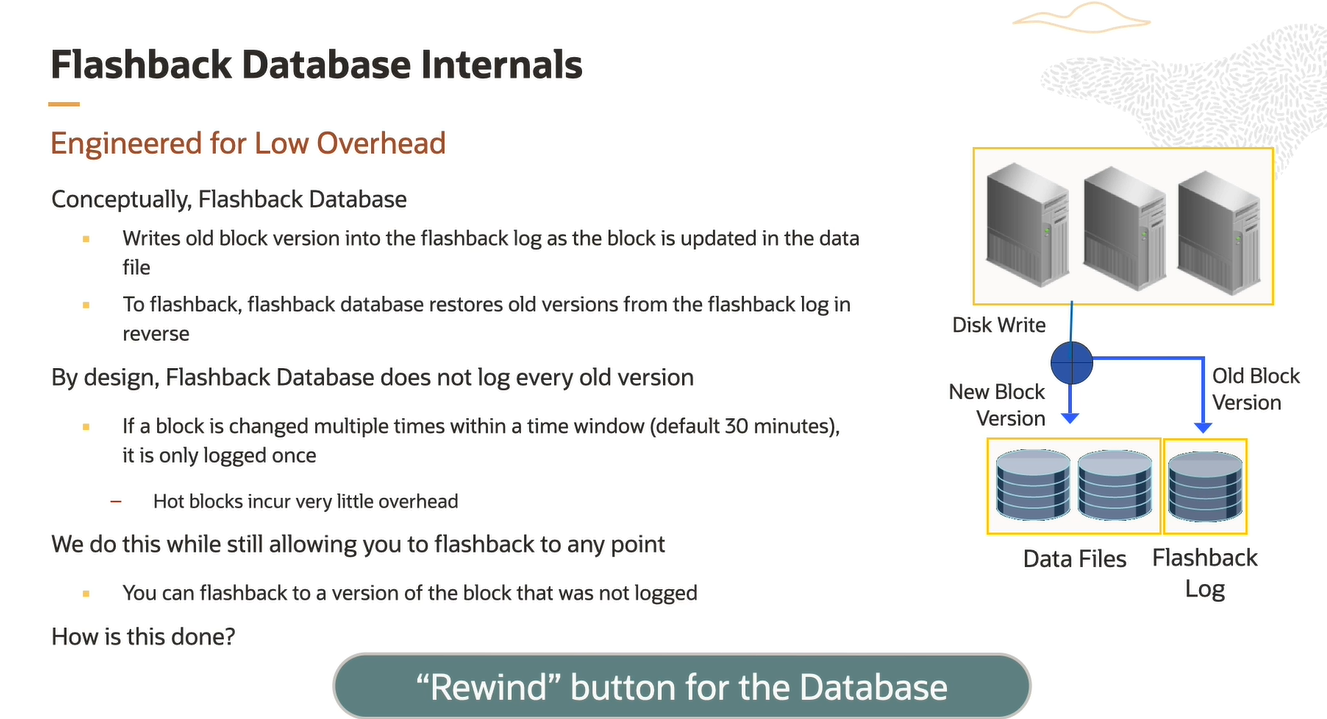 Flashback Database Internals
Engineered for Low Overhead
Conceptually, Flashback Database
Writes old block version into the flashback log as the block is updated in the data
file
To flashback, flashback database restores old versions from the flashback log in
reverse
By design, Flashback Database does not log every old version
If a block is changed multiple times within a time window (default 30 minutes),
it is only logged once
– Hot blocks incur very little overhead
We do this while still allowing you to flashback to any point
You can flashback to a version of the block that was not logged
How is this done?
Disk Write
New Block
Version
Old Block
Version
Data Files
Flashback
Log
“Rewind” button for the Database